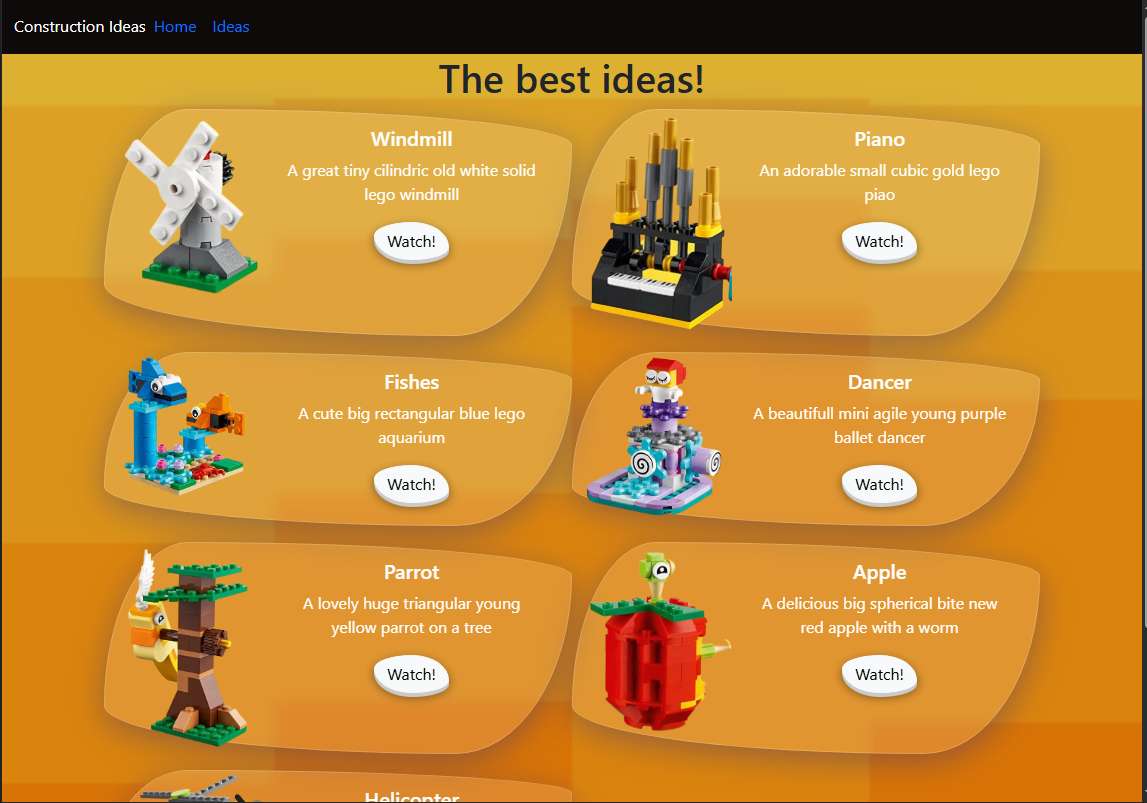 Construction Ideas Home Ideas
The best ideas!
Windmill
A great tiny cilindric old white solid
lego windmill
Watch!
Piano
An adorable small cubic gold lego
piao
Watch!
Fishes
A cute big rectangular blue lego
aquarium
Watch!
Dancer
A beautifull mini agile young purple
ballet dancer
Watch!
Parrot
A lovely huge triangular young
yellow parrot on a tree
Watch!
Apple
A delicious big spherical bite new
red apple with a worm
Watch!
Helicopter